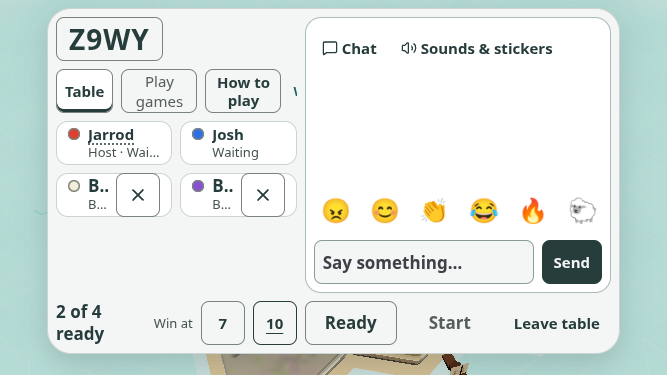 Z9WY
Chat
Sounds & stickers
Table
Play games
How to play
Jarrod
Host · Wai...
Josh
Waiting
B..
B...
B..
B...
Say something...
Send
2 of 4 ready
Win at
7
10
Ready
Start
Leave table